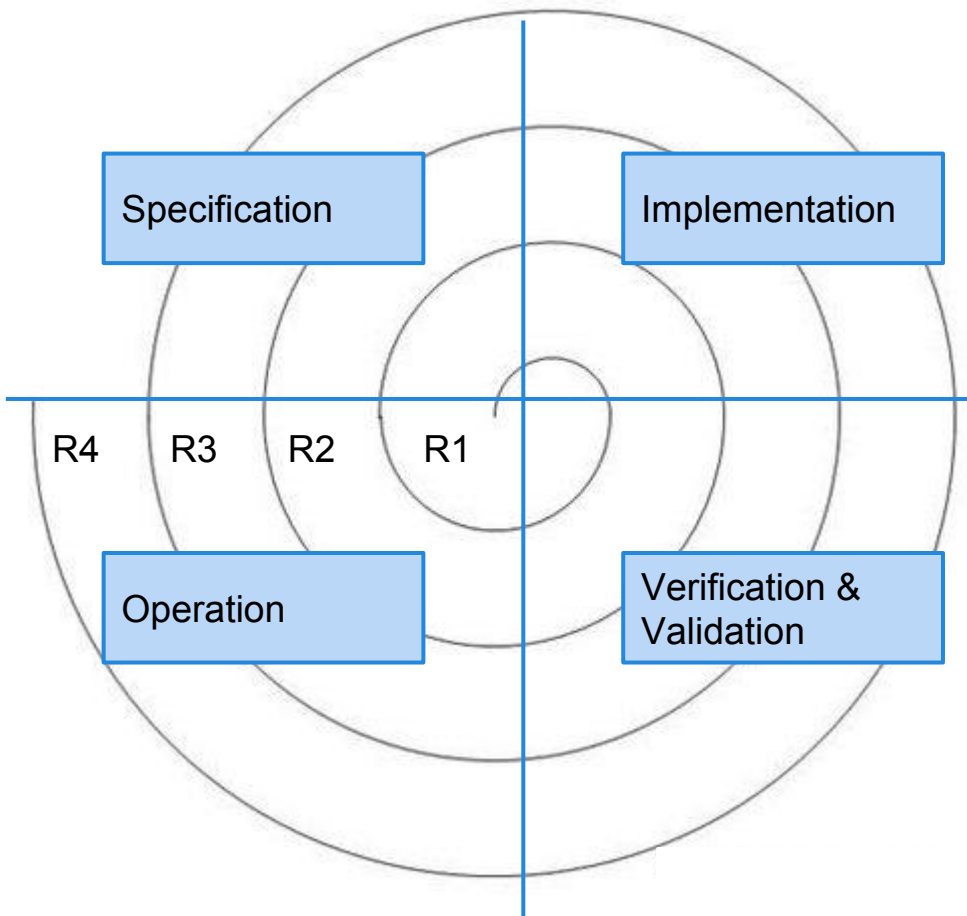 Specification
Implementation
R4
R3
R2
R1
Operation
Verification &
Validation